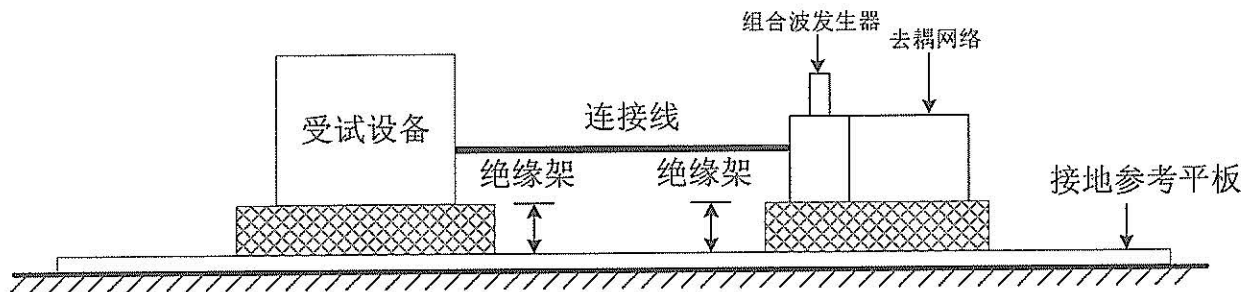 组合波发生器
去耦网络
受试设备
连接线
绝缘架
绝缘架
接地参考平板